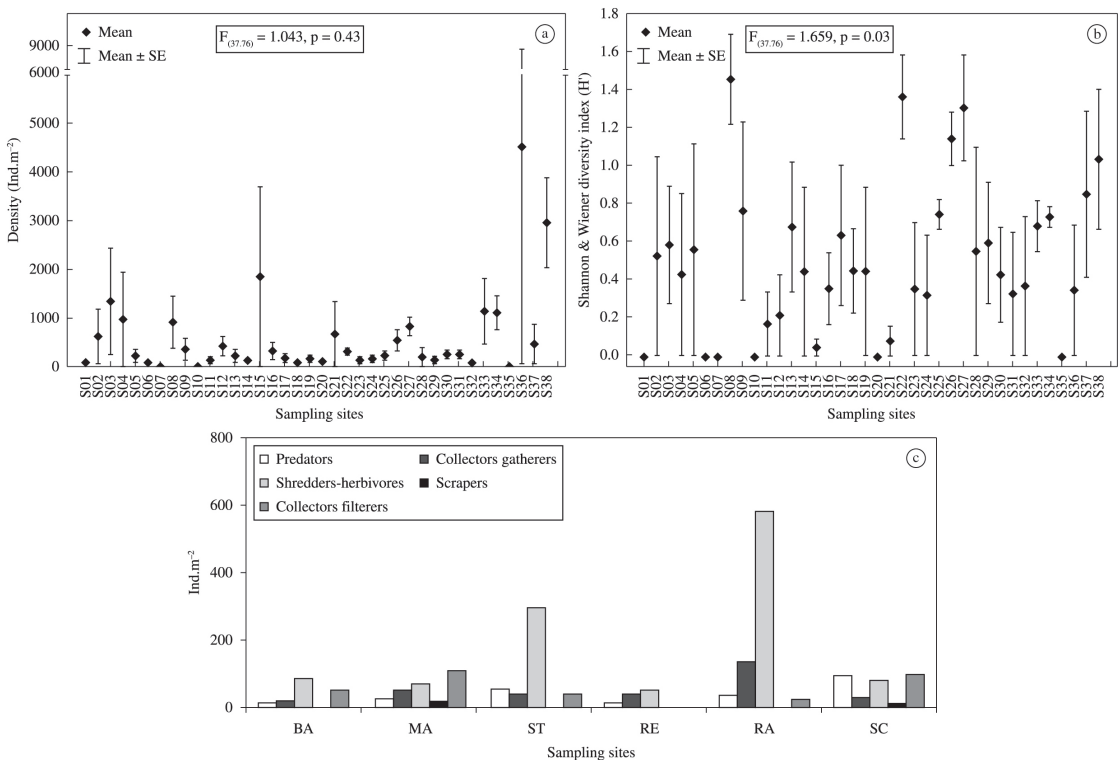 9000
6000
5000
4000
3000
2000
1000
0
Density (Ind.m⁻²)
Mean
Mean ± SE
F(37.76) = 1.043, p = 0.43
a
S01 S02 S03 S04 S05 S06 S07 S08 S09 S10 S11 S12 S13 S14 S15 S16 S17 S18 S19 S20 S21 S22 S23 S24 S25 S26 S27 S28 S29 S30 S31 S32 S33 S34 S35 S36 S37 S38
Sampling sites
1.8
1.6
1.4
1.2
1.0
0.8
0.6
0.4
0.2
0.0
Shannon & Wiener diversity index (H')
Mean
Mean ± SE
F(37.76) = 1.659, p = 0.03
b
S01 S02 S03 S04 S05 S06 S07 S08 S09 S10 S11 S12 S13 S14 S15 S16 S17 S18 S19 S20 S21 S22 S23 S24 S25 S26 S27 S28 S29 S30 S31 S32 S33 S34 S35 S36 S37 S38
Sampling sites
800
600
400
200
0
Ind.m⁻²
Predators
Collectors gatherers
Shredders-herbivores
Scrapers
Collectors filterers
c
BA MA ST RE RA SC
Sampling sites